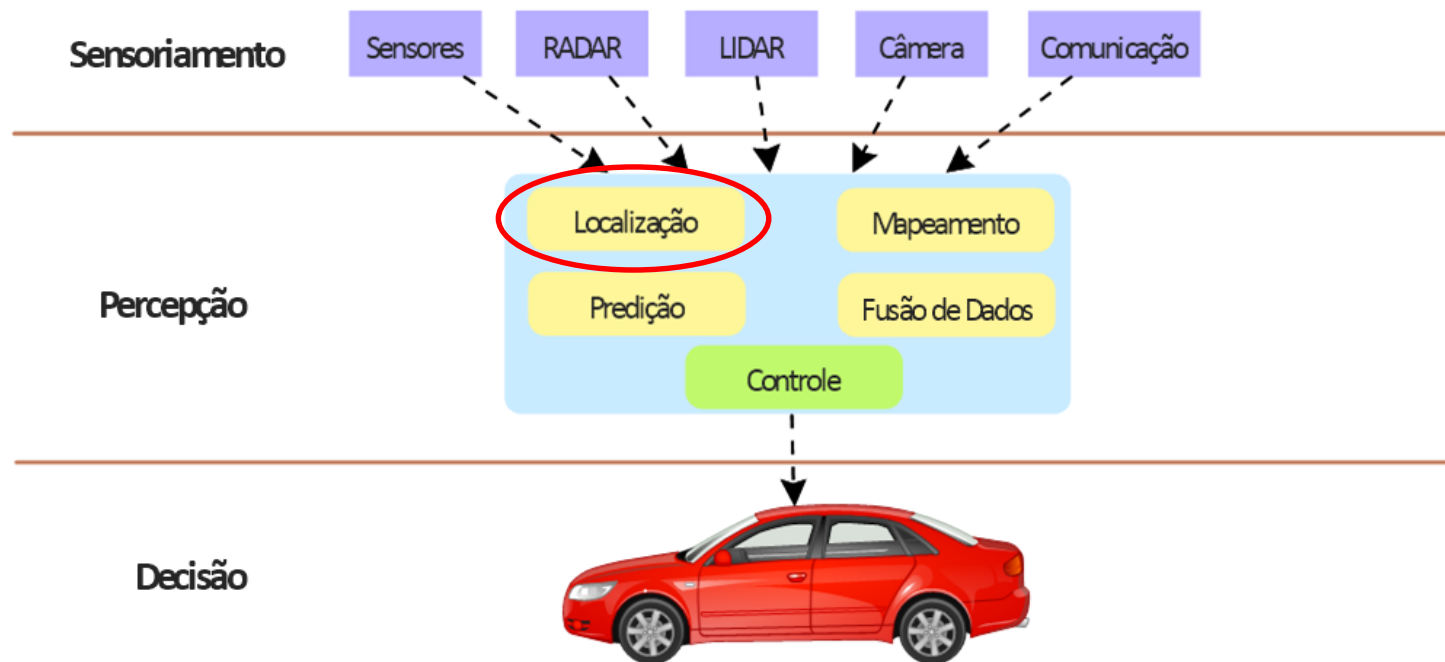 Sensoriamento
Sensores
RADAR
LIDAR
Câmera
Comunicação
Percepção
Localização
Mapeamento
Predição
Fusão de Dados
Controle
Decisão